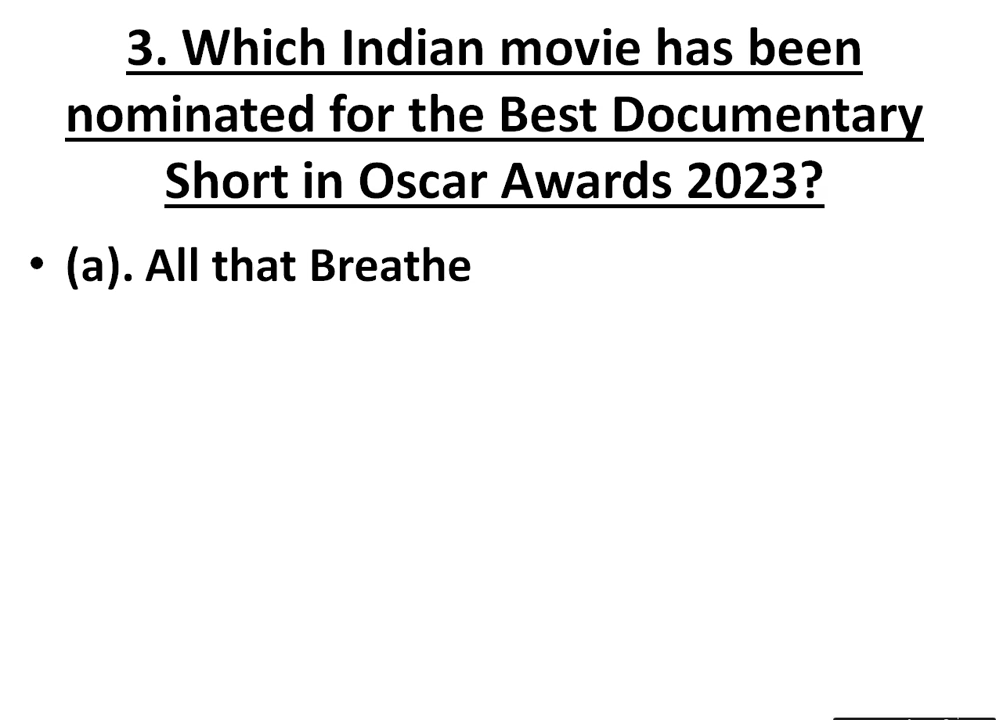 3. Which Indian movie has been
nominated for the Best Documentary
Short in Oscar Awards 2023?
• (a). All that Breathe